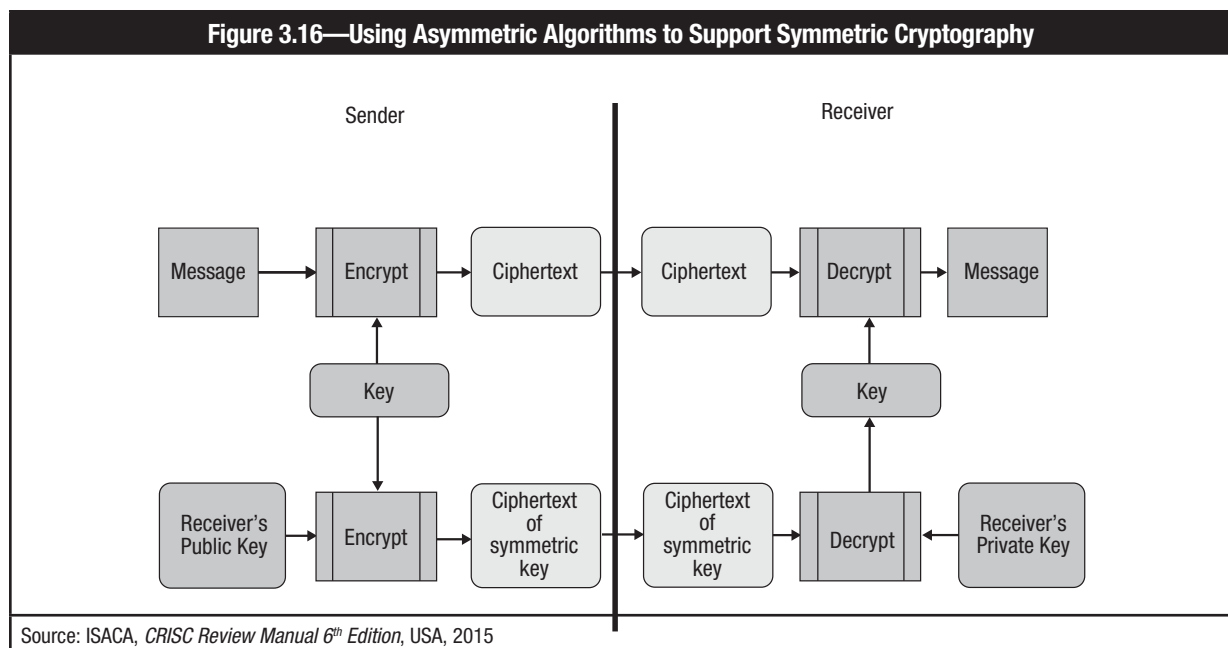 Figure 3.16—Using Asymmetric Algorithms to Support Symmetric Cryptography
Sender
Receiver
Message
Encrypt
Ciphertext
Ciphertext
Decrypt
Message
Key
Key
Receiver's
Public Key
Encrypt
Ciphertext
of
symmetric
key
Ciphertext
of
symmetric
key
Decrypt
Receiver's
Private Key
Source: ISACA, CRISC Review Manual 6th Edition, USA, 2015